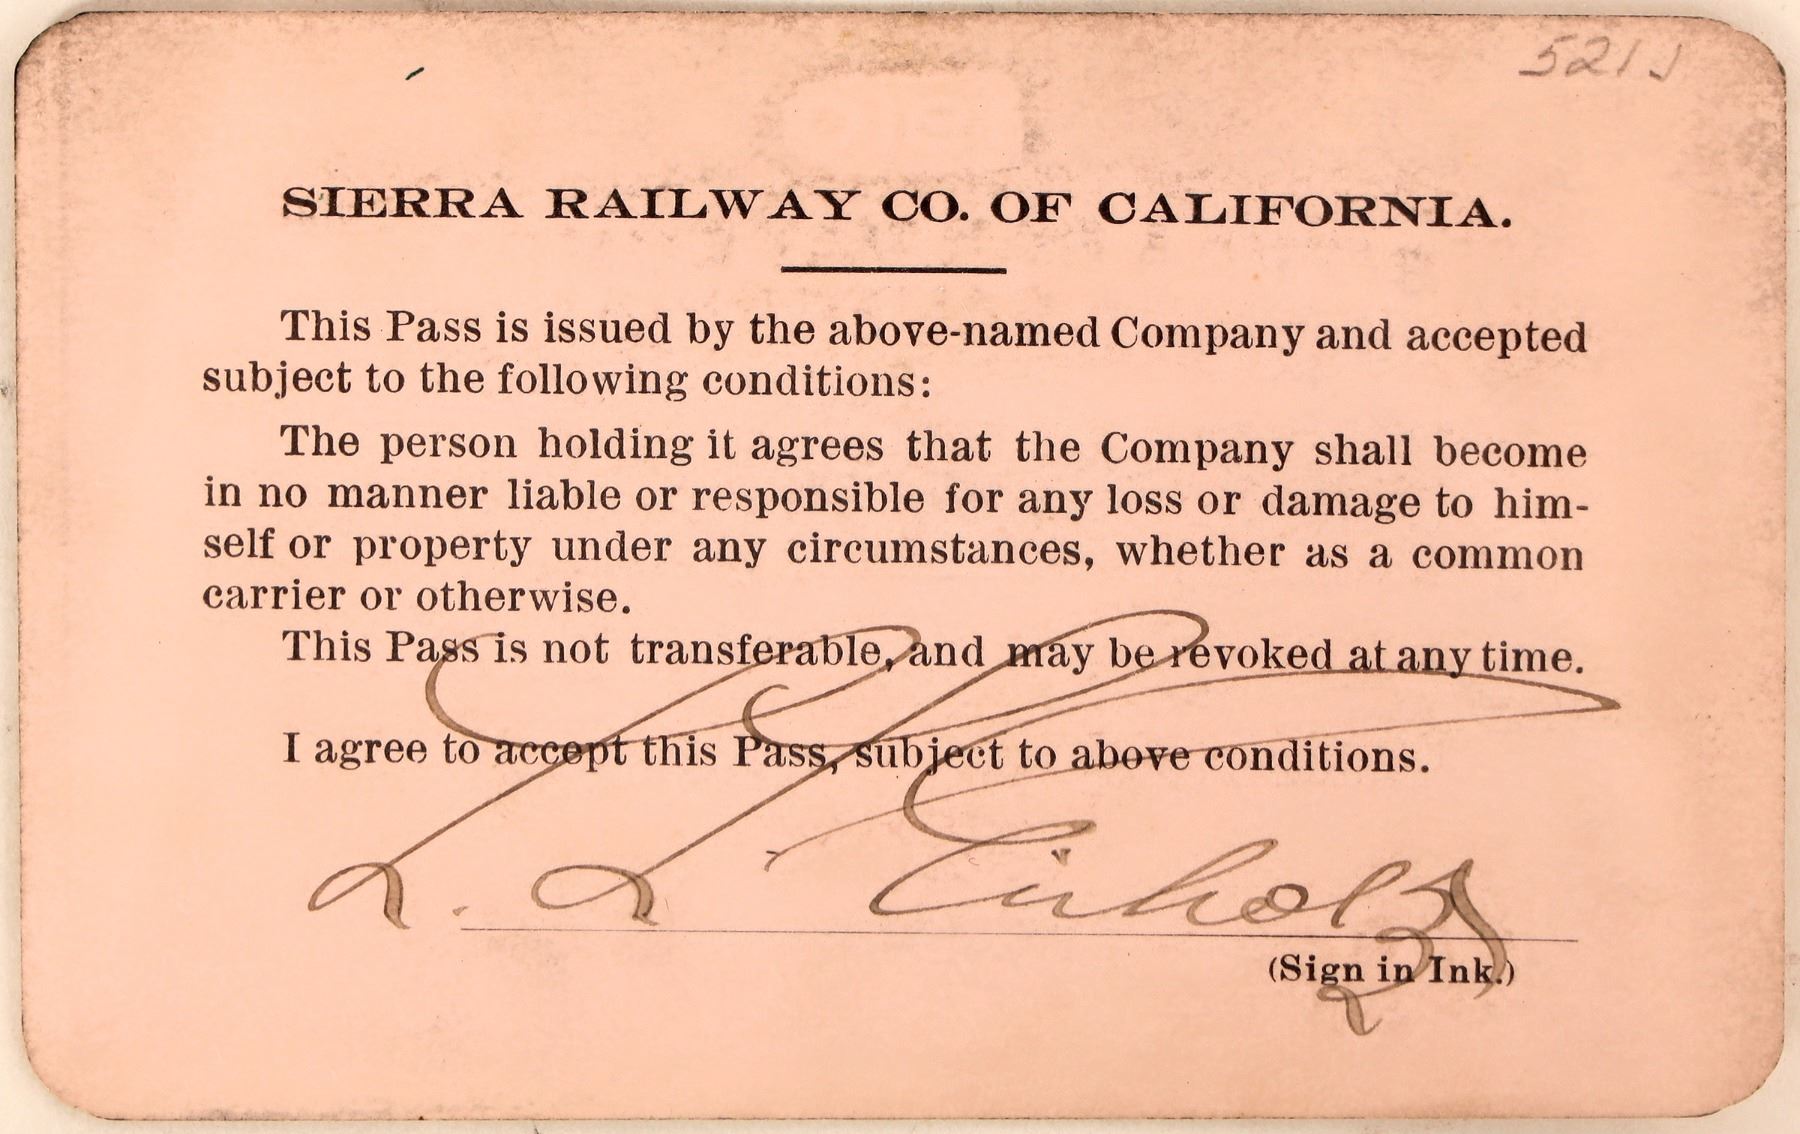 521J
SIERRA RAILWAY CO. OF CALIFORNIA.
This Pass is issued by the above-named Company and accepted
subject to the following conditions:
The person holding it agrees that the Company shall become
in no manner liable or responsible for any loss or damage to him-
self or property under any circumstances, whether as a common
carrier or otherwise.
This Pass is not transferable, and may be revoked at any time.
I agree to accept this Pass, subject to above conditions.
(Sign in Ink.)